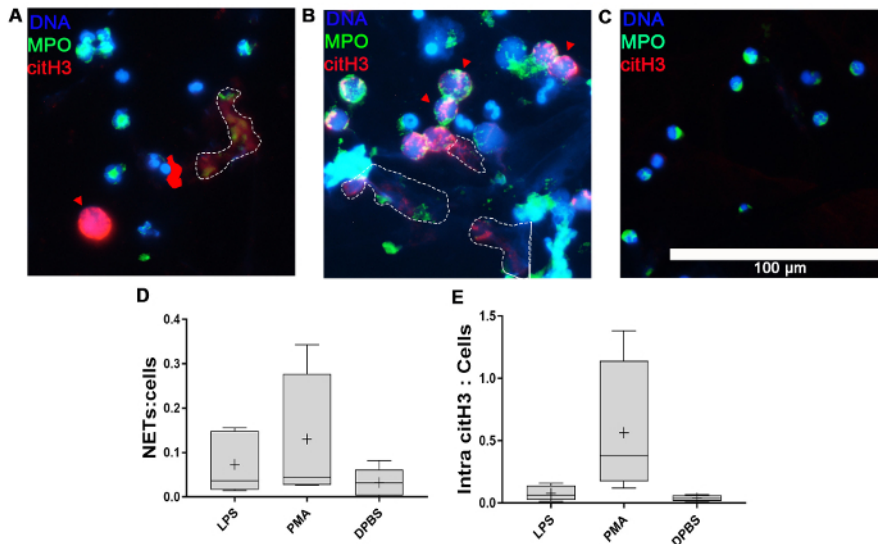 A
DNA
MPO
citH3
B
DNA
MPO
citH3
C
DNA
MPO
citH3
100 µm
D
NETs:cells
0.4
0.3
0.2
0.1
0.0
LPS
PMA
DPBS
E
Intra citH3 : Cells
1.5
1.0
0.5
0.0
LPS
PMA
DPBS